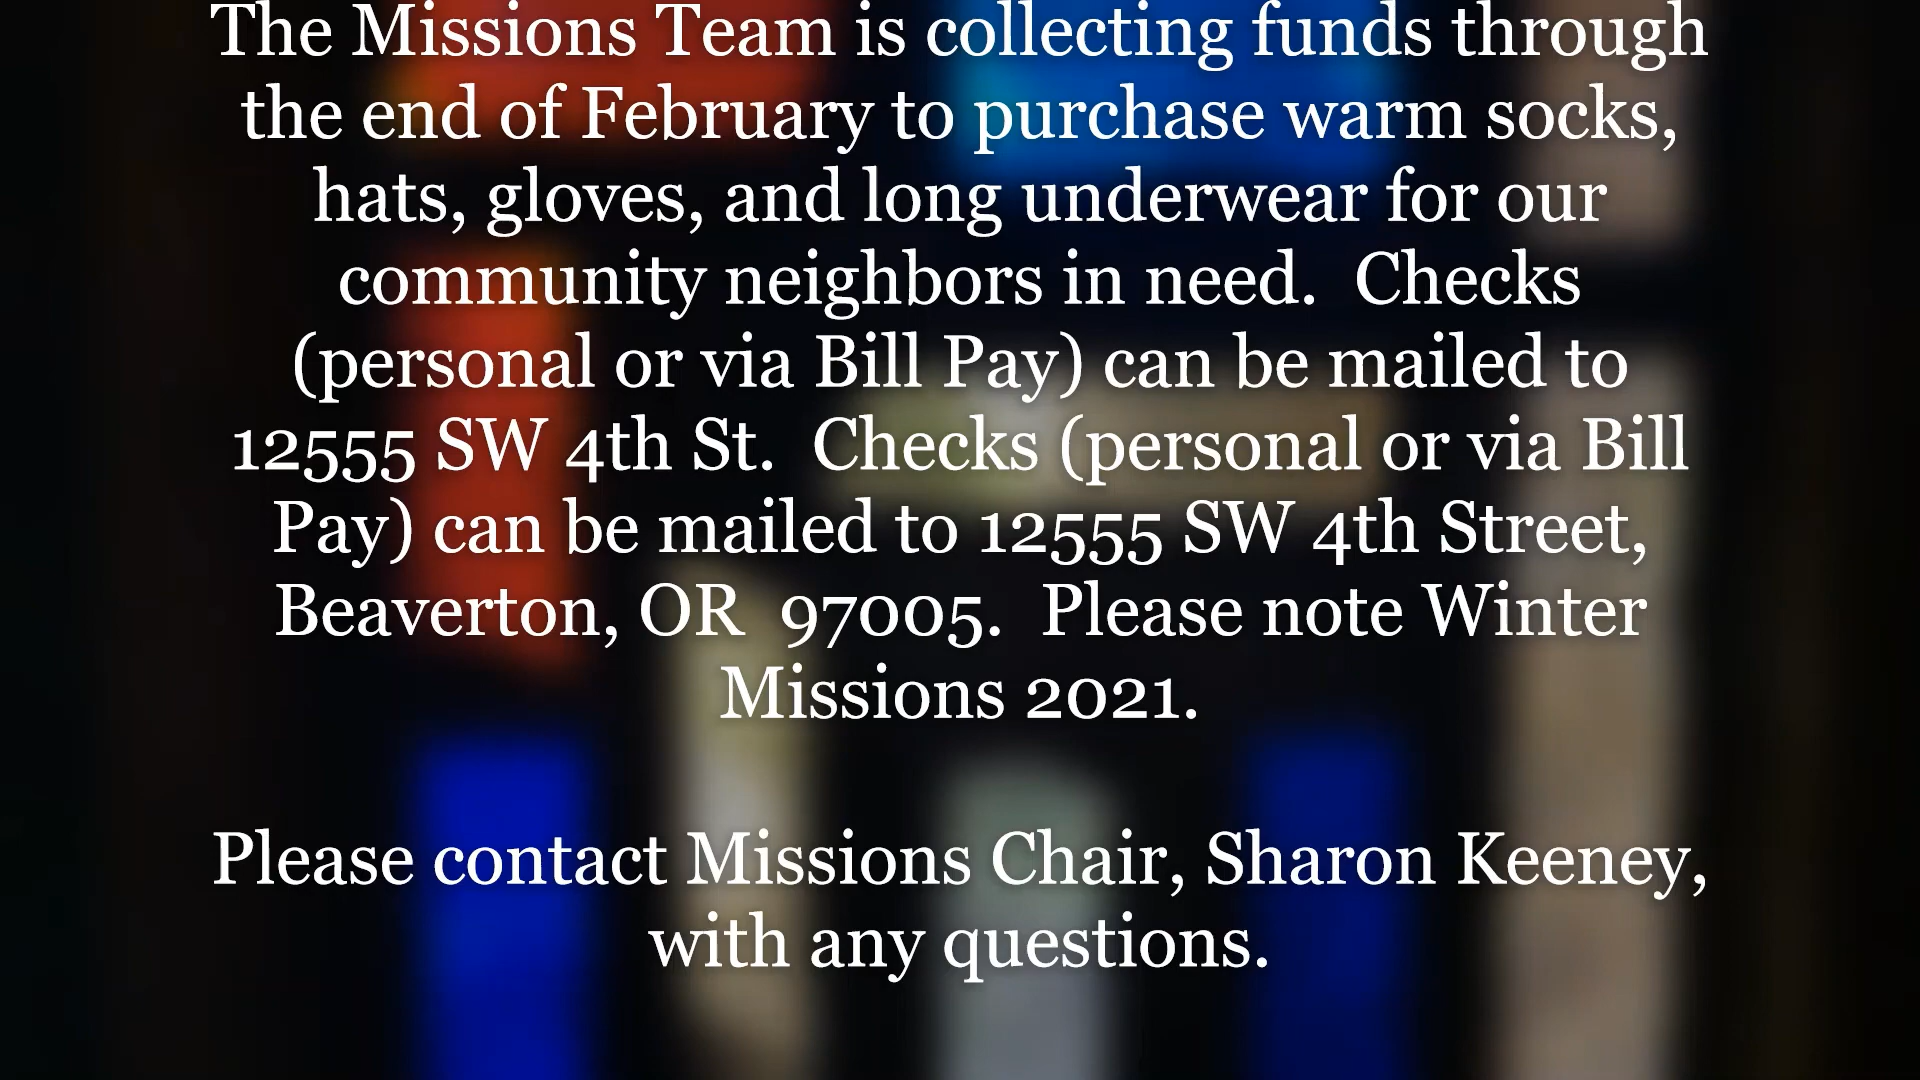 The Missions Team is collecting funds through
the end of February to purchase warm socks,
hats, gloves, and long underwear for our
community neighbors in need.  Checks
(personal or via Bill Pay) can be mailed to
12555 SW 4th St.  Checks (personal or via Bill
Pay) can be mailed to 12555 SW 4th Street,
Beaverton, OR  97005.  Please note Winter
Missions 2021.
Please contact Missions Chair, Sharon Keeney,
with any questions.